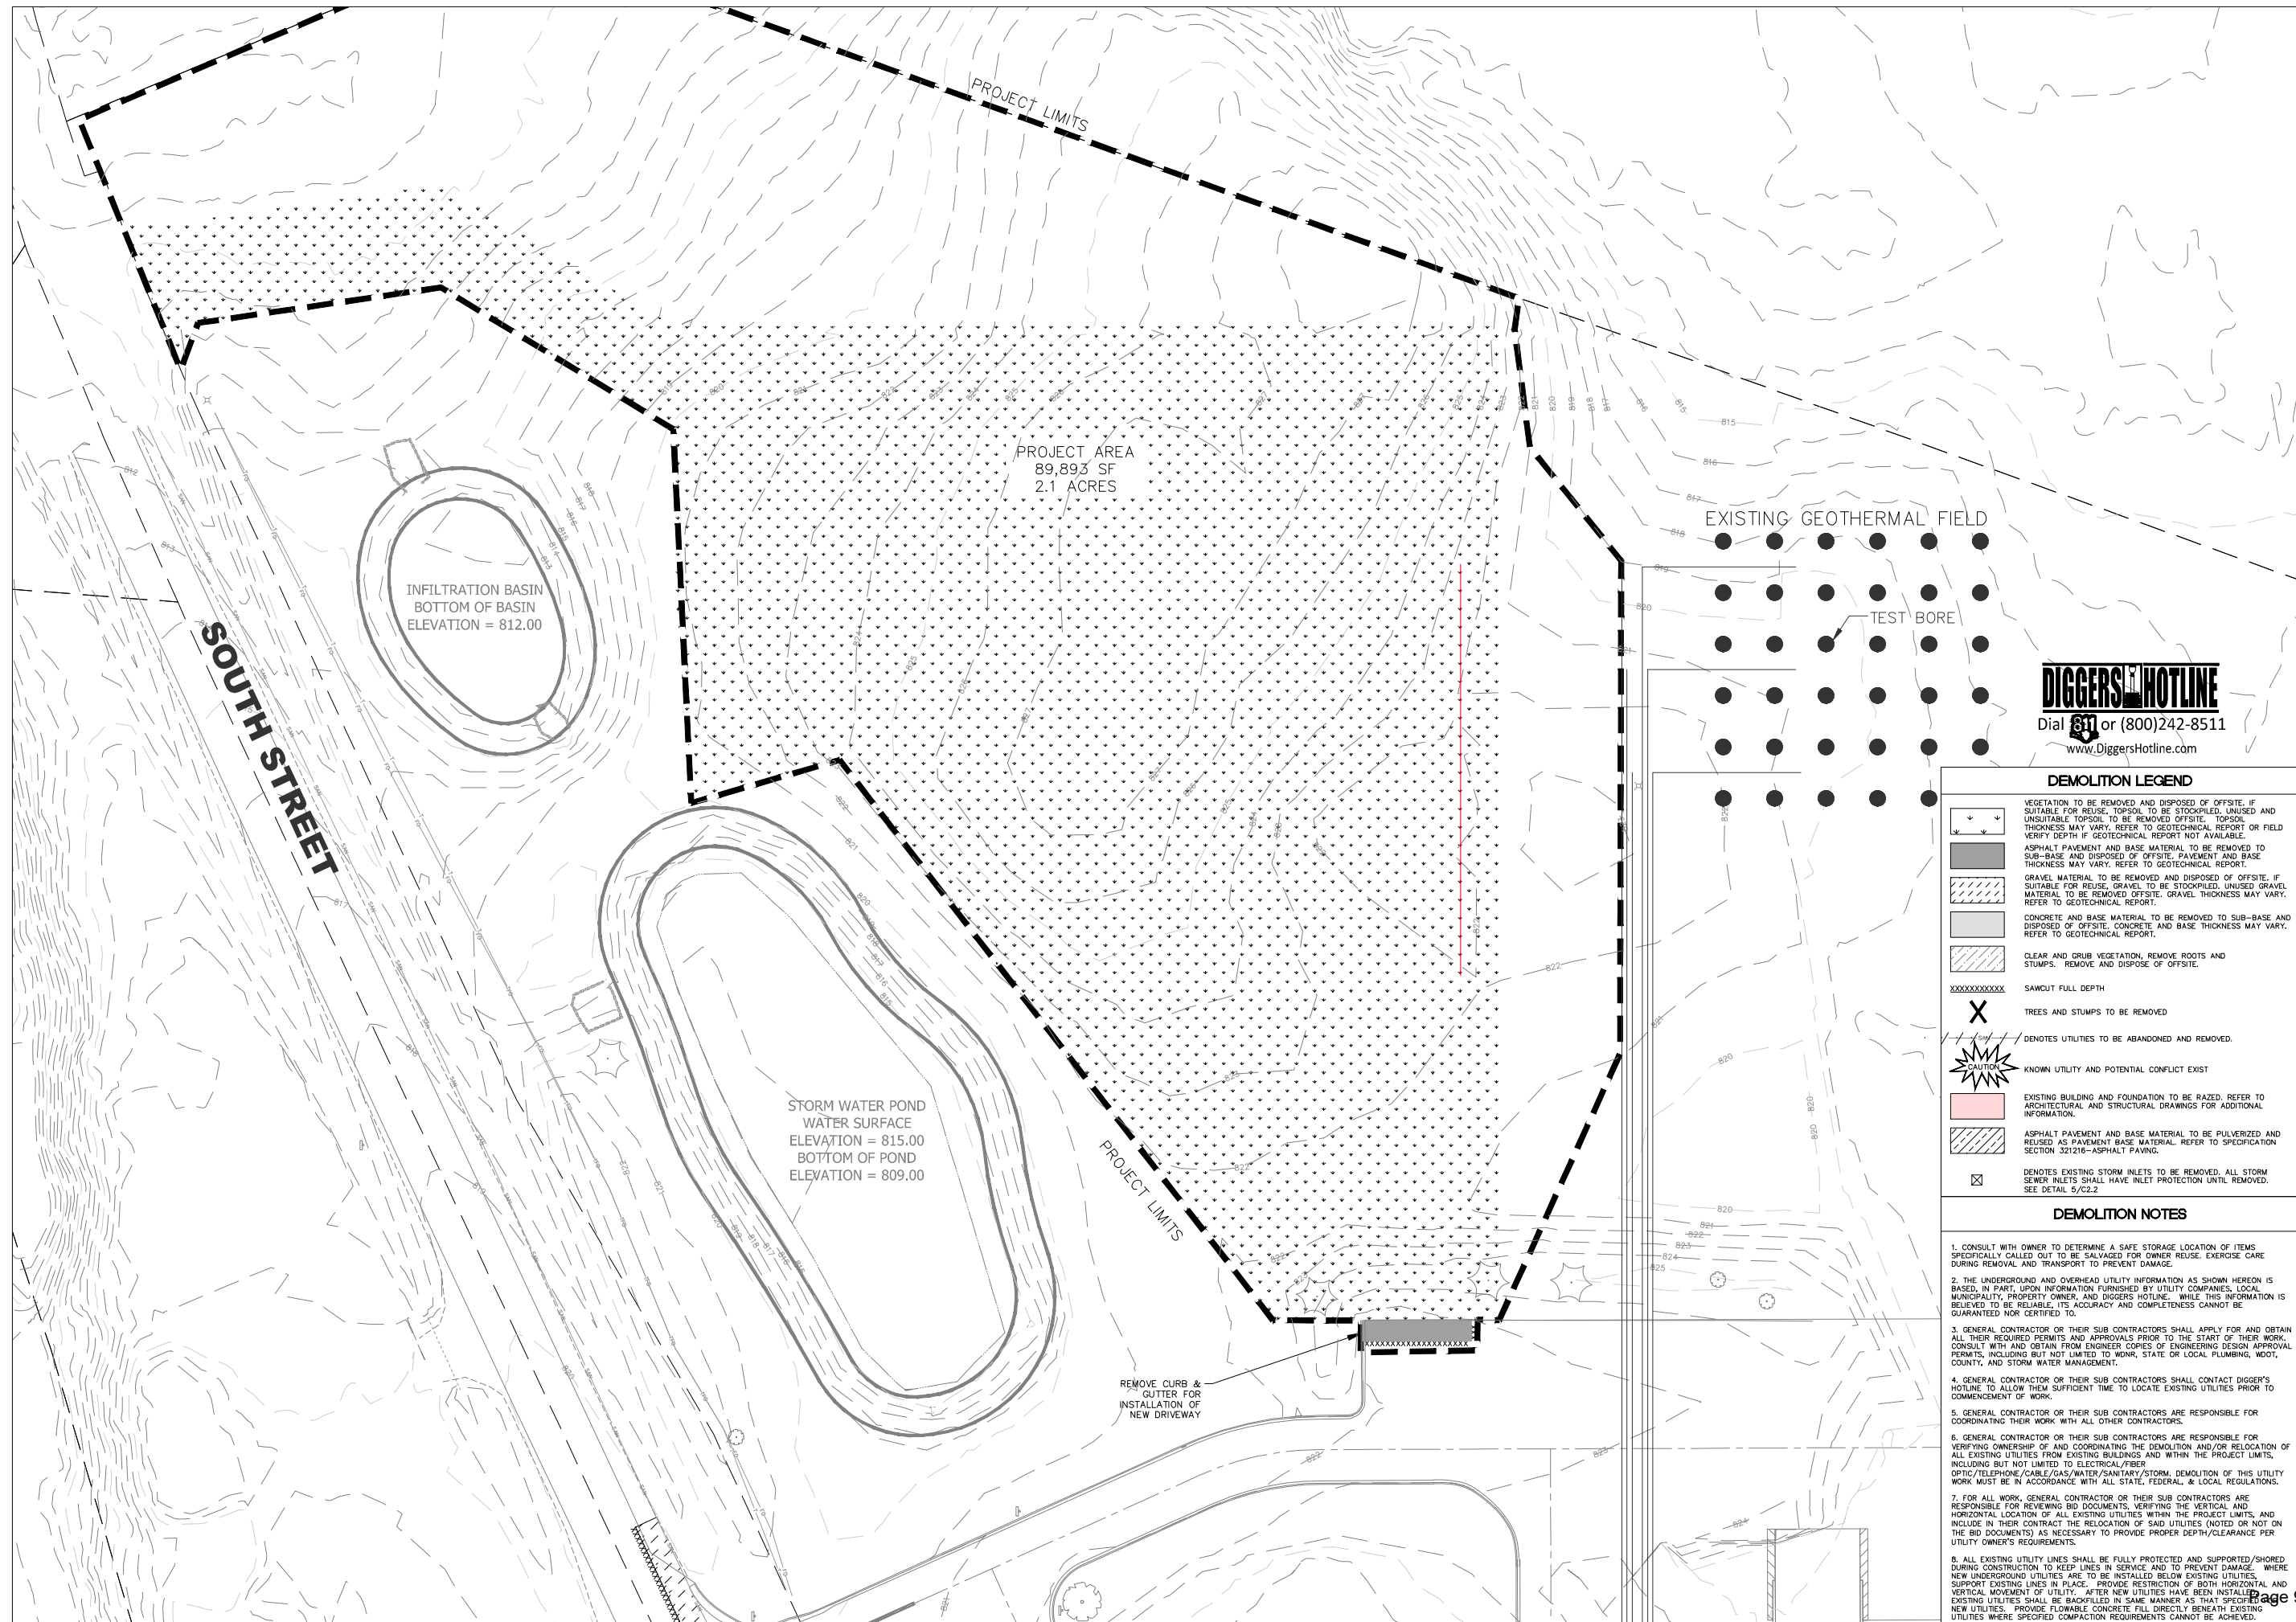 PROJECT LIMITS
PROJECT AREA
89,893 SF
2.1 ACRES
EXISTING GEOTHERMAL FIELD
TEST BORE
INFILTRATION BASIN
BOTTOM OF BASIN
ELEVATION = 812.00
SOUTH STREET
STORM WATER POND
WATER SURFACE
ELEVATION = 815.00
BOTTOM OF POND
ELEVATION = 809.00
PROJECT LIMITS
REMOVE CURB &
GUTTER FOR
INSTALLATION OF
NEW DRIVEWAY
DIGGERS HOTLINE
Dial 811 or (800)242-8511
www.DiggersHotline.com
DEMOLITION LEGEND
VEGETATION TO BE REMOVED AND DISPOSED OF OFFSITE. IF
SUITABLE FOR REUSE, TOPSOIL TO BE STOCKPILED. UNUSED AND
UNSUITABLE TOPSOIL TO BE REMOVED OFFSITE. TOPSOIL
THICKNESS MAY VARY. REFER TO GEOTECHNICAL REPORT OR FIELD
VERIFY DEPTH IF GEOTECHNICAL REPORT NOT AVAILABLE.
ASPHALT PAVEMENT AND BASE MATERIAL TO BE REMOVED TO
SUB-BASE AND DISPOSED OF OFFSITE. PAVEMENT AND BASE
THICKNESS MAY VARY. REFER TO GEOTECHNICAL REPORT.
GRAVEL MATERIAL TO BE REMOVED AND DISPOSED OF OFFSITE. IF
SUITABLE FOR REUSE, GRAVEL TO BE STOCKPILED. UNUSED GRAVEL
MATERIAL TO BE REMOVED OFFSITE. GRAVEL THICKNESS MAY VARY.
REFER TO GEOTECHNICAL REPORT.
CONCRETE AND BASE MATERIAL TO BE REMOVED TO SUB-BASE AND
DISPOSED OF OFFSITE. CONCRETE AND BASE THICKNESS MAY VARY.
REFER TO GEOTECHNICAL REPORT.
CLEAR AND GRUB VEGETATION, REMOVE ROOTS AND
STUMPS. REMOVE AND DISPOSE OF OFFSITE.
XXXXXXXXXXX SAWCUT FULL DEPTH
X TREES AND STUMPS TO BE REMOVED
SAN DENOTES UTILITIES TO BE ABANDONED AND REMOVED.
CAUTION KNOWN UTILITY AND POTENTIAL CONFLICT EXIST
EXISTING BUILDING AND FOUNDATION TO BE RAZED. REFER TO
ARCHITECTURAL AND STRUCTURAL DRAWINGS FOR ADDITIONAL
INFORMATION.
ASPHALT PAVEMENT AND BASE MATERIAL TO BE PULVERIZED AND
REUSED AS PAVEMENT BASE MATERIAL. REFER TO SPECIFICATION
SECTION 321216-ASPHALT PAVING.
DENOTES EXISTING STORM INLETS TO BE REMOVED. ALL STORM
SEWER INLETS SHALL HAVE INLET PROTECTION UNTIL REMOVED.
SEE DETAIL 5/C2.2
DEMOLITION NOTES
1. CONSULT WITH OWNER TO DETERMINE A SAFE STORAGE LOCATION OF ITEMS
SPECIFICALLY CALLED OUT TO BE SALVAGED FOR OWNER REUSE. EXERCISE CARE
DURING REMOVAL AND TRANSPORT TO PREVENT DAMAGE.
2. THE UNDERGROUND AND OVERHEAD UTILITY INFORMATION AS SHOWN HEREON IS
BASED, IN PART, UPON INFORMATION FURNISHED BY UTILITY COMPANIES, LOCAL
MUNICIPALITY, PROPERTY OWNER, AND DIGGERS HOTLINE. WHILE THIS INFORMATION IS
BELIEVED TO BE RELIABLE, ITS ACCURACY AND COMPLETENESS CANNOT BE
GUARANTEED NOR CERTIFIED TO.
3. GENERAL CONTRACTOR OR THEIR SUB CONTRACTORS SHALL APPLY FOR AND OBTAIN
ALL THEIR REQUIRED PERMITS AND APPROVALS PRIOR TO THE START OF THEIR WORK.
CONSULT WITH AND OBTAIN FROM ENGINEER COPIES OF ENGINEERING DESIGN APPROVAL
PERMITS, INCLUDING BUT NOT LIMITED TO WDNR, STATE OR LOCAL PLUMBING, WDOT,
COUNTY, AND STORM WATER MANAGEMENT.
4. GENERAL CONTRACTOR OR THEIR SUB CONTRACTORS SHALL CONTACT DIGGER'S
HOTLINE TO ALLOW THEM SUFFICIENT TIME TO LOCATE EXISTING UTILITIES PRIOR TO
COMMENCEMENT OF WORK.
5. GENERAL CONTRACTOR OR THEIR SUB CONTRACTORS ARE RESPONSIBLE FOR
COORDINATING THEIR WORK WITH ALL OTHER CONTRACTORS.
6. GENERAL CONTRACTOR OR THEIR SUB CONTRACTORS ARE RESPONSIBLE FOR
VERIFYING OWNERSHIP OF AND COORDINATING THE DEMOLITION AND/OR RELOCATION OF
ALL EXISTING UTILITIES FROM EXISTING BUILDINGS AND WITHIN THE PROJECT LIMITS,
INCLUDING BUT NOT LIMITED TO ELECTRICAL/FIBER
OPTIC/TELEPHONE/CABLE/GAS/WATER/SANITARY/STORM. DEMOLITION OF THIS UTILITY
WORK MUST BE IN ACCORDANCE WITH ALL STATE, FEDERAL, & LOCAL REGULATIONS.
7. FOR ALL WORK, GENERAL CONTRACTOR OR THEIR SUB CONTRACTORS ARE
RESPONSIBLE FOR REVIEWING BID DOCUMENTS, VERIFYING THE VERTICAL AND
HORIZONTAL LOCATION OF ALL EXISTING UTILITIES WITHIN THE PROJECT LIMITS, AND
INCLUDE IN THEIR CONTRACT THE RELOCATION OF SAID UTILITIES (NOTED OR NOT ON
THE BID DOCUMENTS) AS NECESSARY TO PROVIDE PROPER DEPTH/CLEARANCE PER
UTILITY OWNER'S REQUIREMENTS.
8. ALL EXISTING UTILITY LINES SHALL BE FULLY PROTECTED AND SUPPORTED/SHORED
DURING CONSTRUCTION TO KEEP LINES IN SERVICE AND TO PREVENT DAMAGE. WHERE
NEW UNDERGROUND UTILITIES ARE TO BE INSTALLED BELOW EXISTING UTILITIES,
SUPPORT EXISTING LINES IN PLACE. PROVIDE RESTRICTION OF BOTH HORIZONTAL AND
VERTICAL MOVEMENT OF UTILITY. AFTER NEW UTILITIES HAVE BEEN INSTALLED
EXISTING UTILITIES SHALL BE BACKFILLED IN SAME MANNER AS THAT SPECIFIED
NEW UTILITIES. PROVIDE FLOWABLE CONCRETE FILL DIRECTLY BENEATH EXISTING
UTILITIES WHERE SPECIFIED COMPACTION REQUIREMENTS CANNOT BE ACHIEVED.
Page